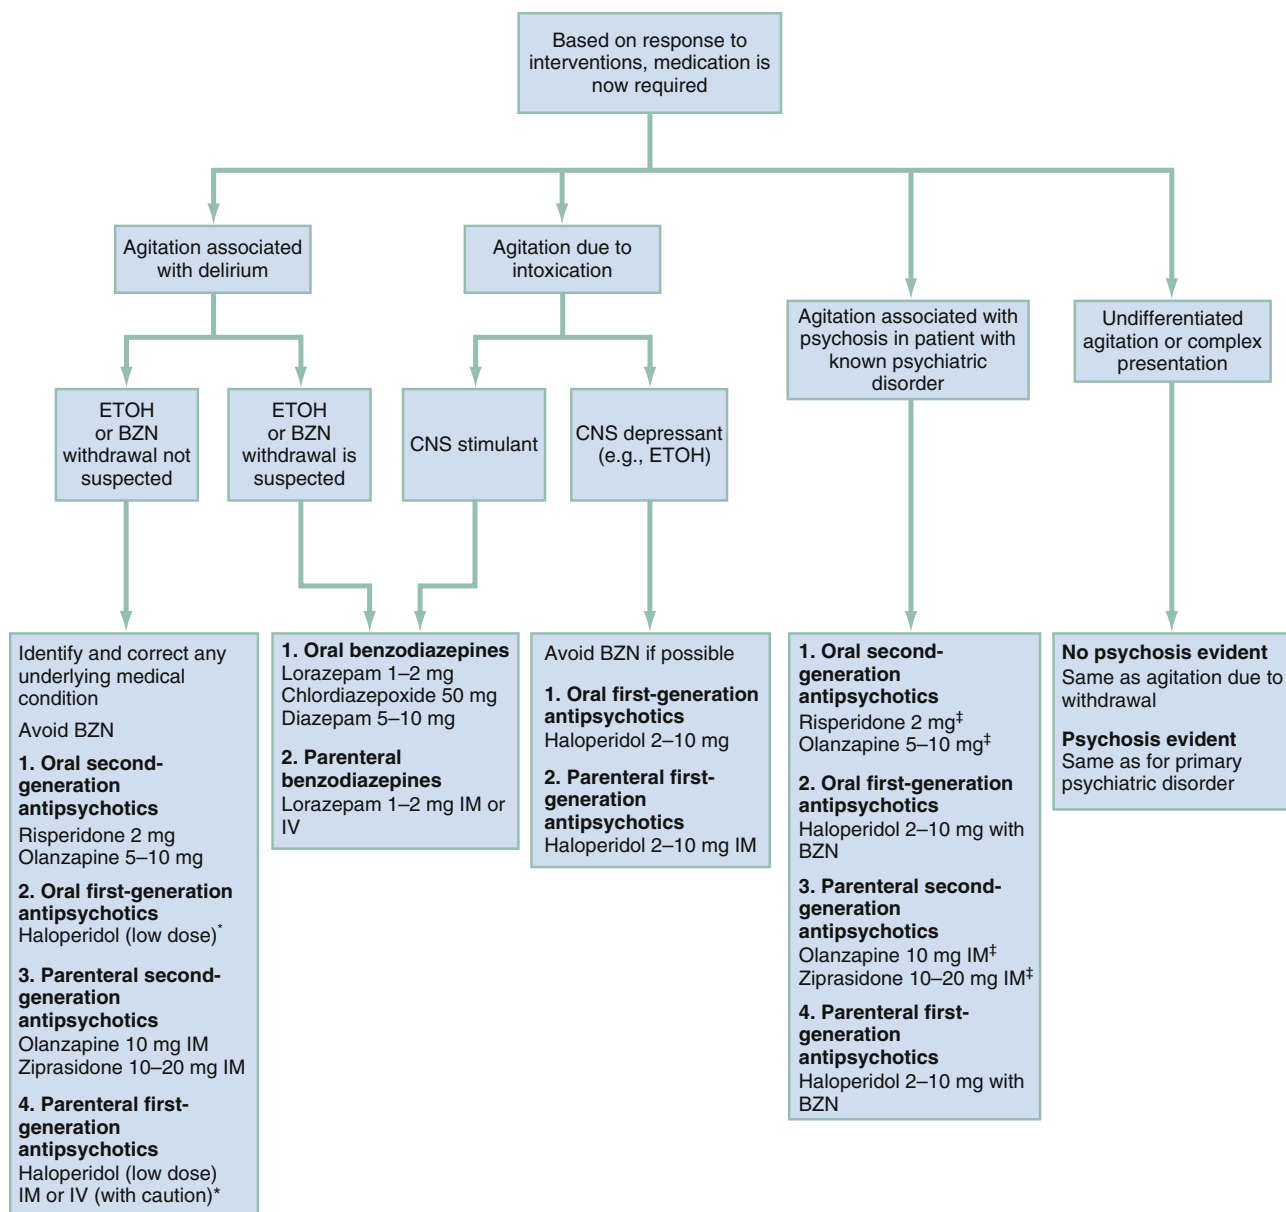 Based on response to
interventions, medication is
now required
Agitation associated
with delirium
Agitation due to
intoxication
Agitation associated with
psychosis in patient with
known psychiatric
disorder
Undifferentiated
agitation or complex
presentation
ETOH
or BZN
withdrawal not
suspected
ETOH
or BZN
withdrawal is
suspected
CNS stimulant
CNS depressant
(e.g., ETOH)
Identify and correct any
underlying medical
condition
Avoid BZN
1. Oral second-
generation
antipsychotics
Risperidone 2 mg
Olanzapine 5–10 mg
2. Oral first-generation
antipsychotics
Haloperidol (low dose)*
3. Parenteral second-
generation
antipsychotics
Olanzapine 10 mg IM
Ziprasidone 10–20 mg IM
4. Parenteral first-
generation
antipsychotics
Haloperidol (low dose)
IM or IV (with caution)*
1. Oral benzodiazepines
Lorazepam 1–2 mg
Chlordiazepoxide 50 mg
Diazepam 5–10 mg
2. Parenteral
benzodiazepines
Lorazepam 1–2 mg IM or
IV
Avoid BZN if possible
1. Oral first-generation
antipsychotics
Haloperidol 2–10 mg
2. Parenteral first-
generation
antipsychotics
Haloperidol 2–10 mg IM
1. Oral second-
generation
antipsychotics
Risperidone 2 mg‡
Olanzapine 5–10 mg‡
2. Oral first-generation
antipsychotics
Haloperidol 2–10 mg with
BZN
3. Parenteral second-
generation
antipsychotics
Olanzapine 10 mg IM‡
Ziprasidone 10–20 mg IM‡
4. Parenteral first-
generation
antipsychotics
Haloperidol 2–10 mg with
BZN
No psychosis evident
Same as agitation due to
withdrawal
Psychosis evident
Same as for primary
psychiatric disorder